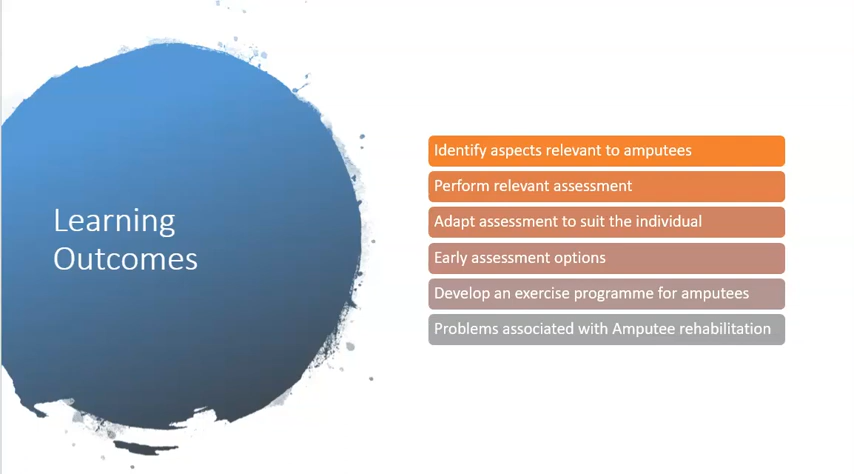 Learning
Outcomes
Identify aspects relevant to amputees
Perform relevant assessment
Adapt assessment to suit the individual
Early assessment options
Develop an exercise programme for amputees
Problems associated with Amputee rehabilitation